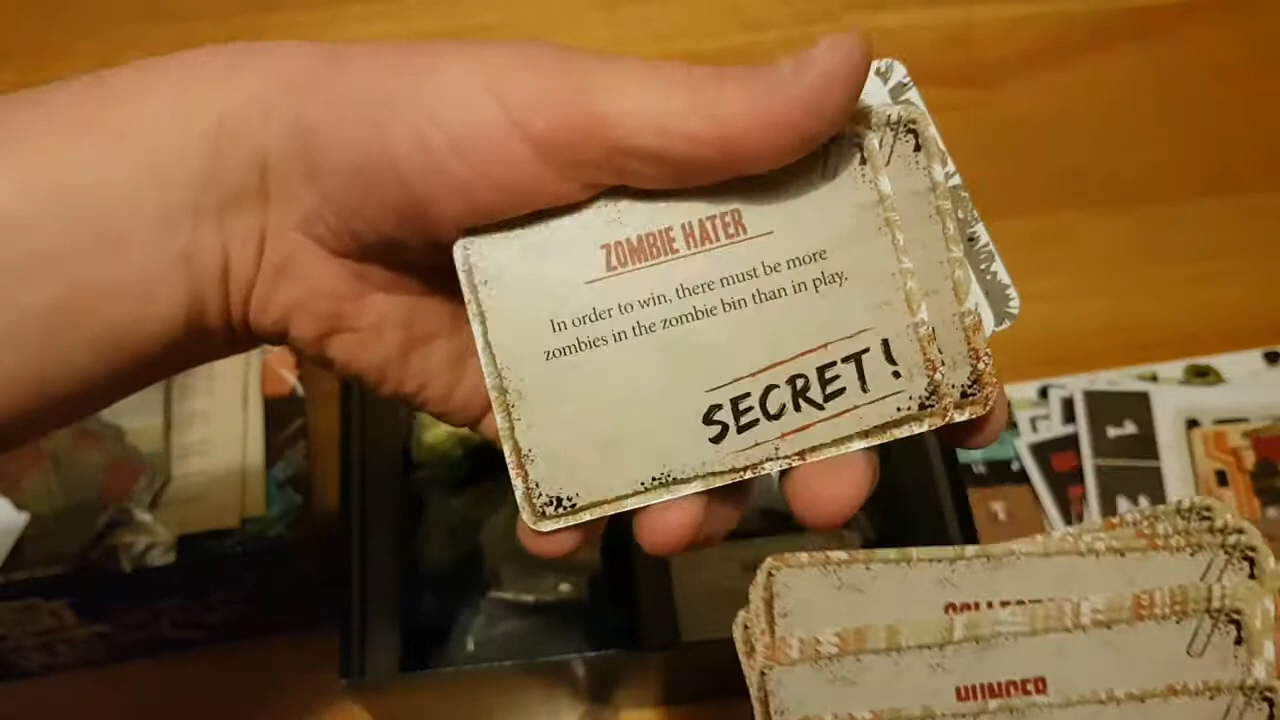 ZOMBIE HATER
In order to win, there must be more
zombies in the zombie bin than in play.
SECRET!
HUNGER
1